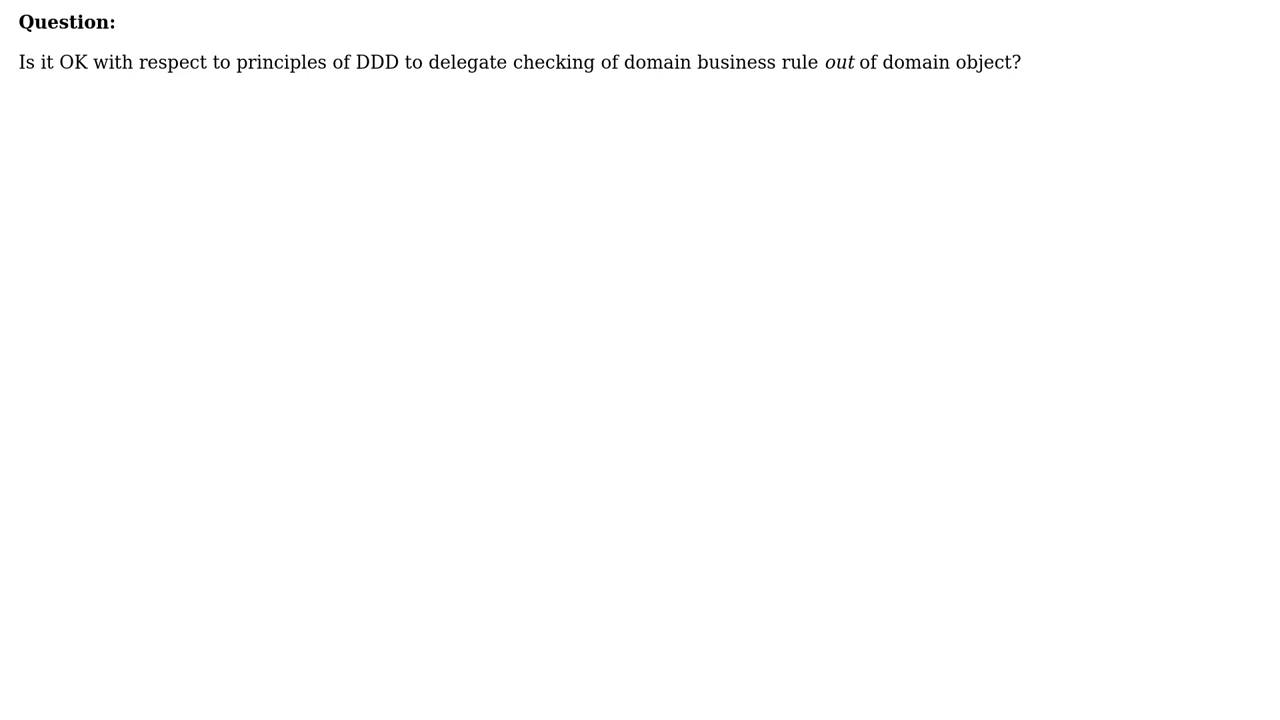 Question:
Is it OK with respect to principles of DDD to delegate checking of domain business rule out of domain object?